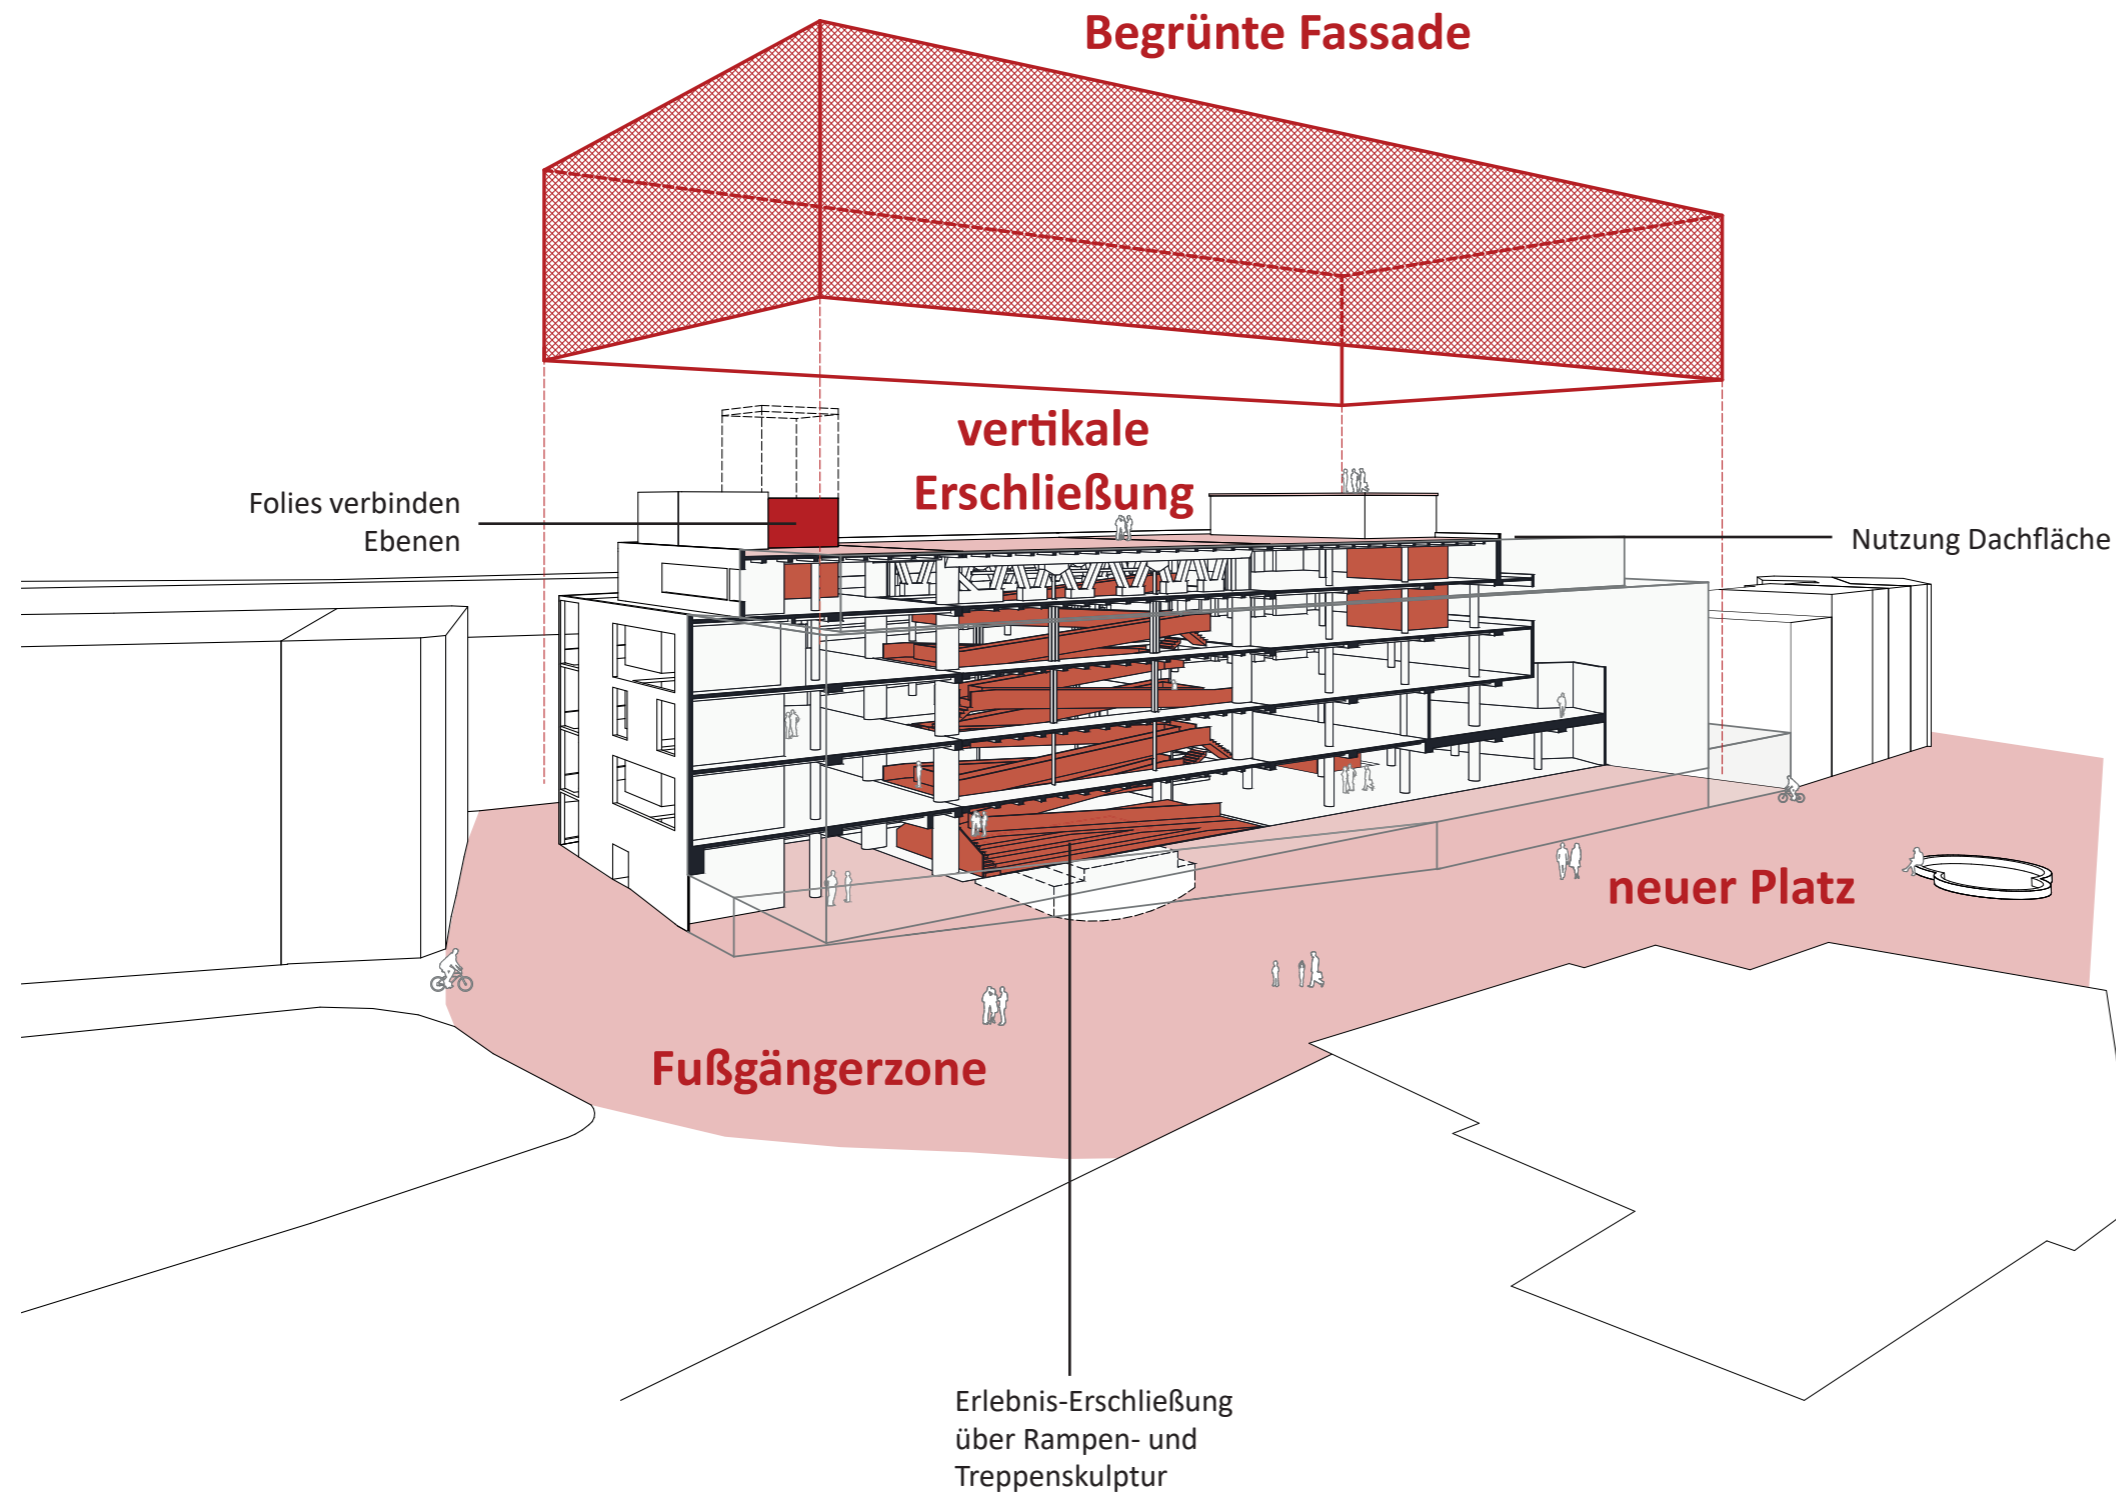 Begrünte Fassade
vertikale
Erschließung
Folies verbinden
Ebenen
Nutzung Dachfläche
neuer Platz
Fußgängerzone
Erlebnis-Erschließung
über Rampen- und
Treppenskulptur